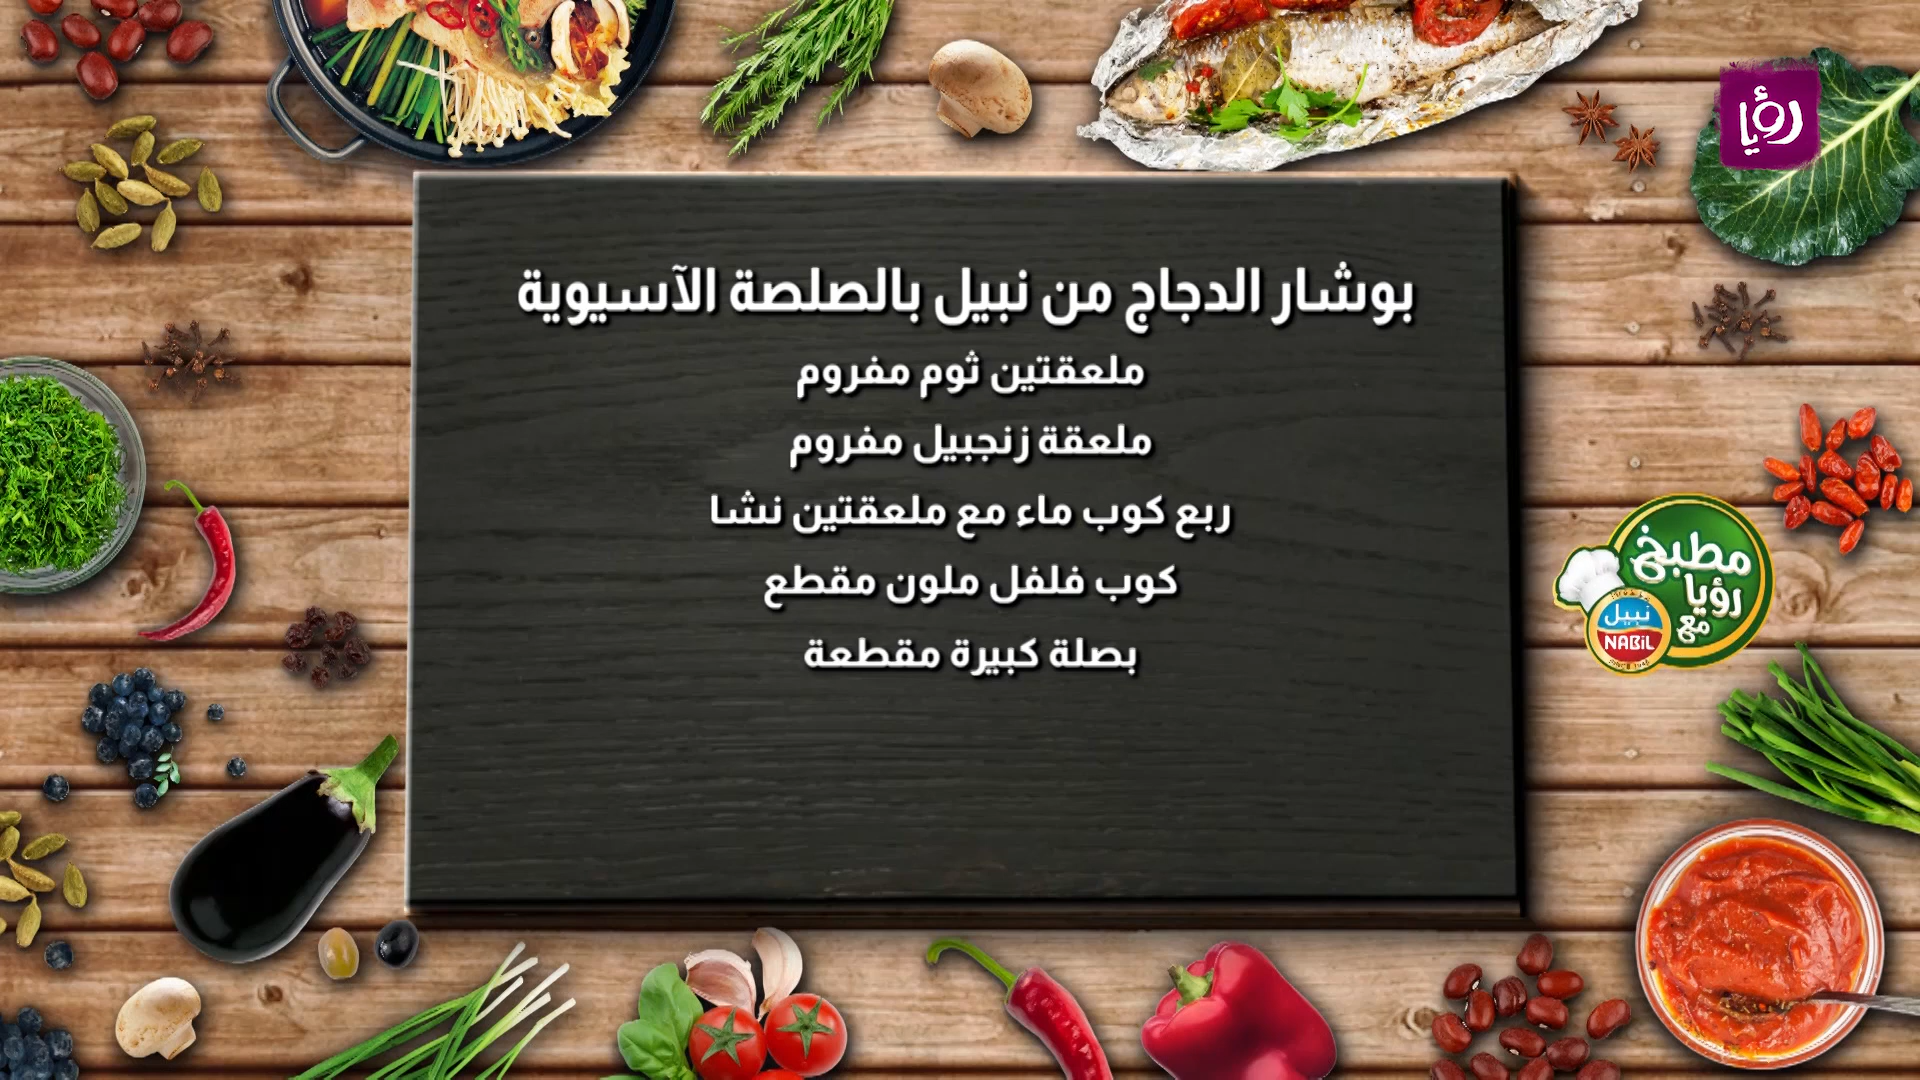 رؤيا
بوشار الدجاج من نبيل بالصلصة الآسيوية
ملعقتين ثوم مفروم
ملعقة زنجبيل مفروم
ربع كوب ماء مع ملعقتين نشا
كوب فلفل ملون مقطع
بصلة كبيرة مقطعة
مطبخ
رؤيا
مع
نبيل
NABIL